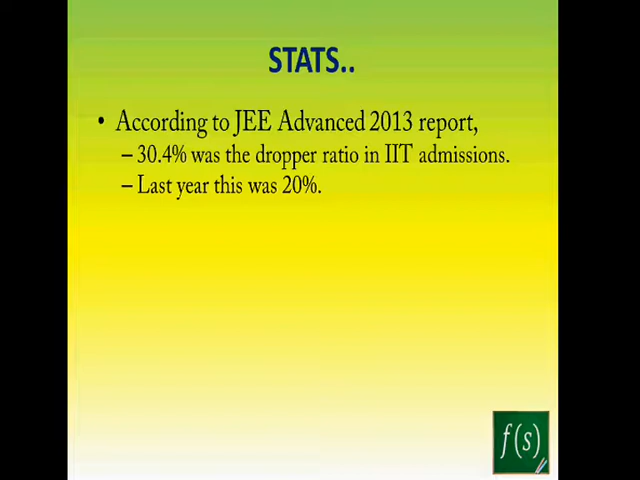 STATS..
• According to JEE Advanced 2013 report,
– 30.4% was the dropper ratio in IIT admissions.
– Last year this was 20%.
f(s)